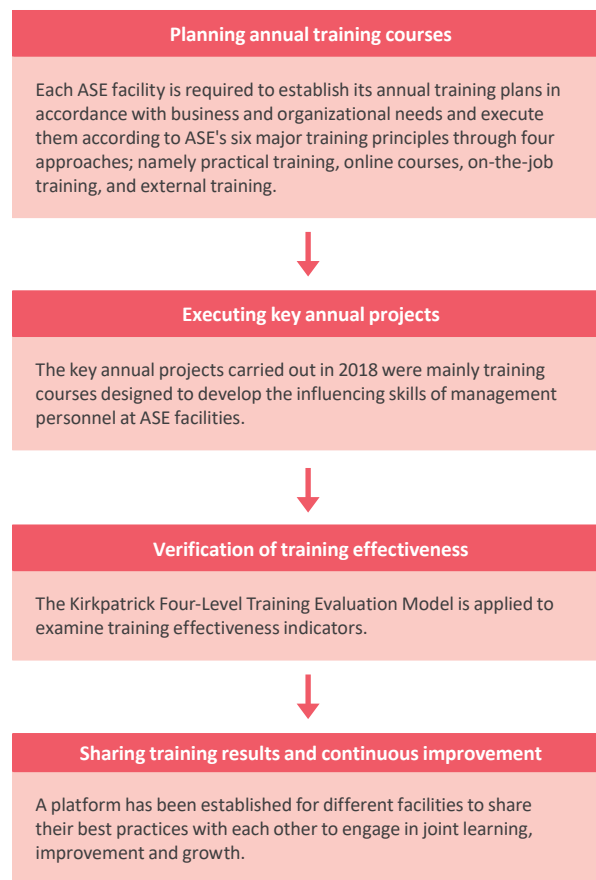 Planning annual training courses
Each ASE facility is required to establish its annual training plans in
accordance with business and organizational needs and execute
them according to ASE's six major training principles through four
approaches; namely practical training, online courses, on-the-job
training, and external training.
Executing key annual projects
The key annual projects carried out in 2018 were mainly training
courses designed to develop the influencing skills of management
personnel at ASE facilities.
Verification of training effectiveness
The Kirkpatrick Four-Level Training Evaluation Model is applied to
examine training effectiveness indicators.
Sharing training results and continuous improvement
A platform has been established for different facilities to share
their best practices with each other to engage in joint learning,
improvement and growth.